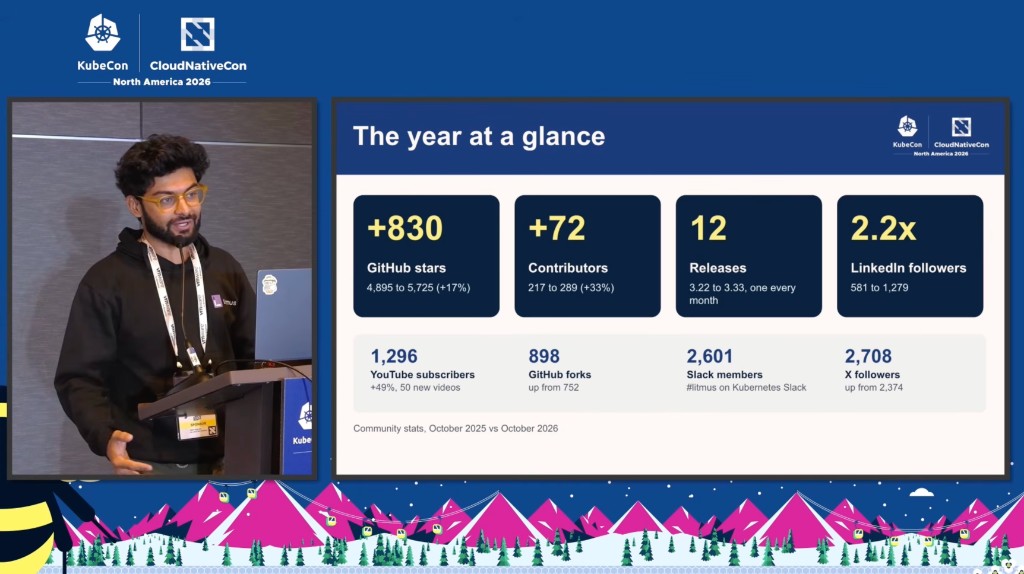 KubeCon
CloudNativeCon
North America 2026
The year at a glance
KubeCon
CloudNativeCon
North America 2026
+830
GitHub stars
4,895 to 5,725 (+17%)
+72
Contributors
217 to 289 (+33%)
12
Releases
3.22 to 3.33, one every
month
2.2x
LinkedIn followers
581 to 1,279
1,296
YouTube subscribers
+49%, 50 new videos
898
GitHub forks
up from 752
2,601
Slack members
#litmus on Kubernetes Slack
2,708
X followers
up from 2,374
Community stats, October 2025 vs October 2026